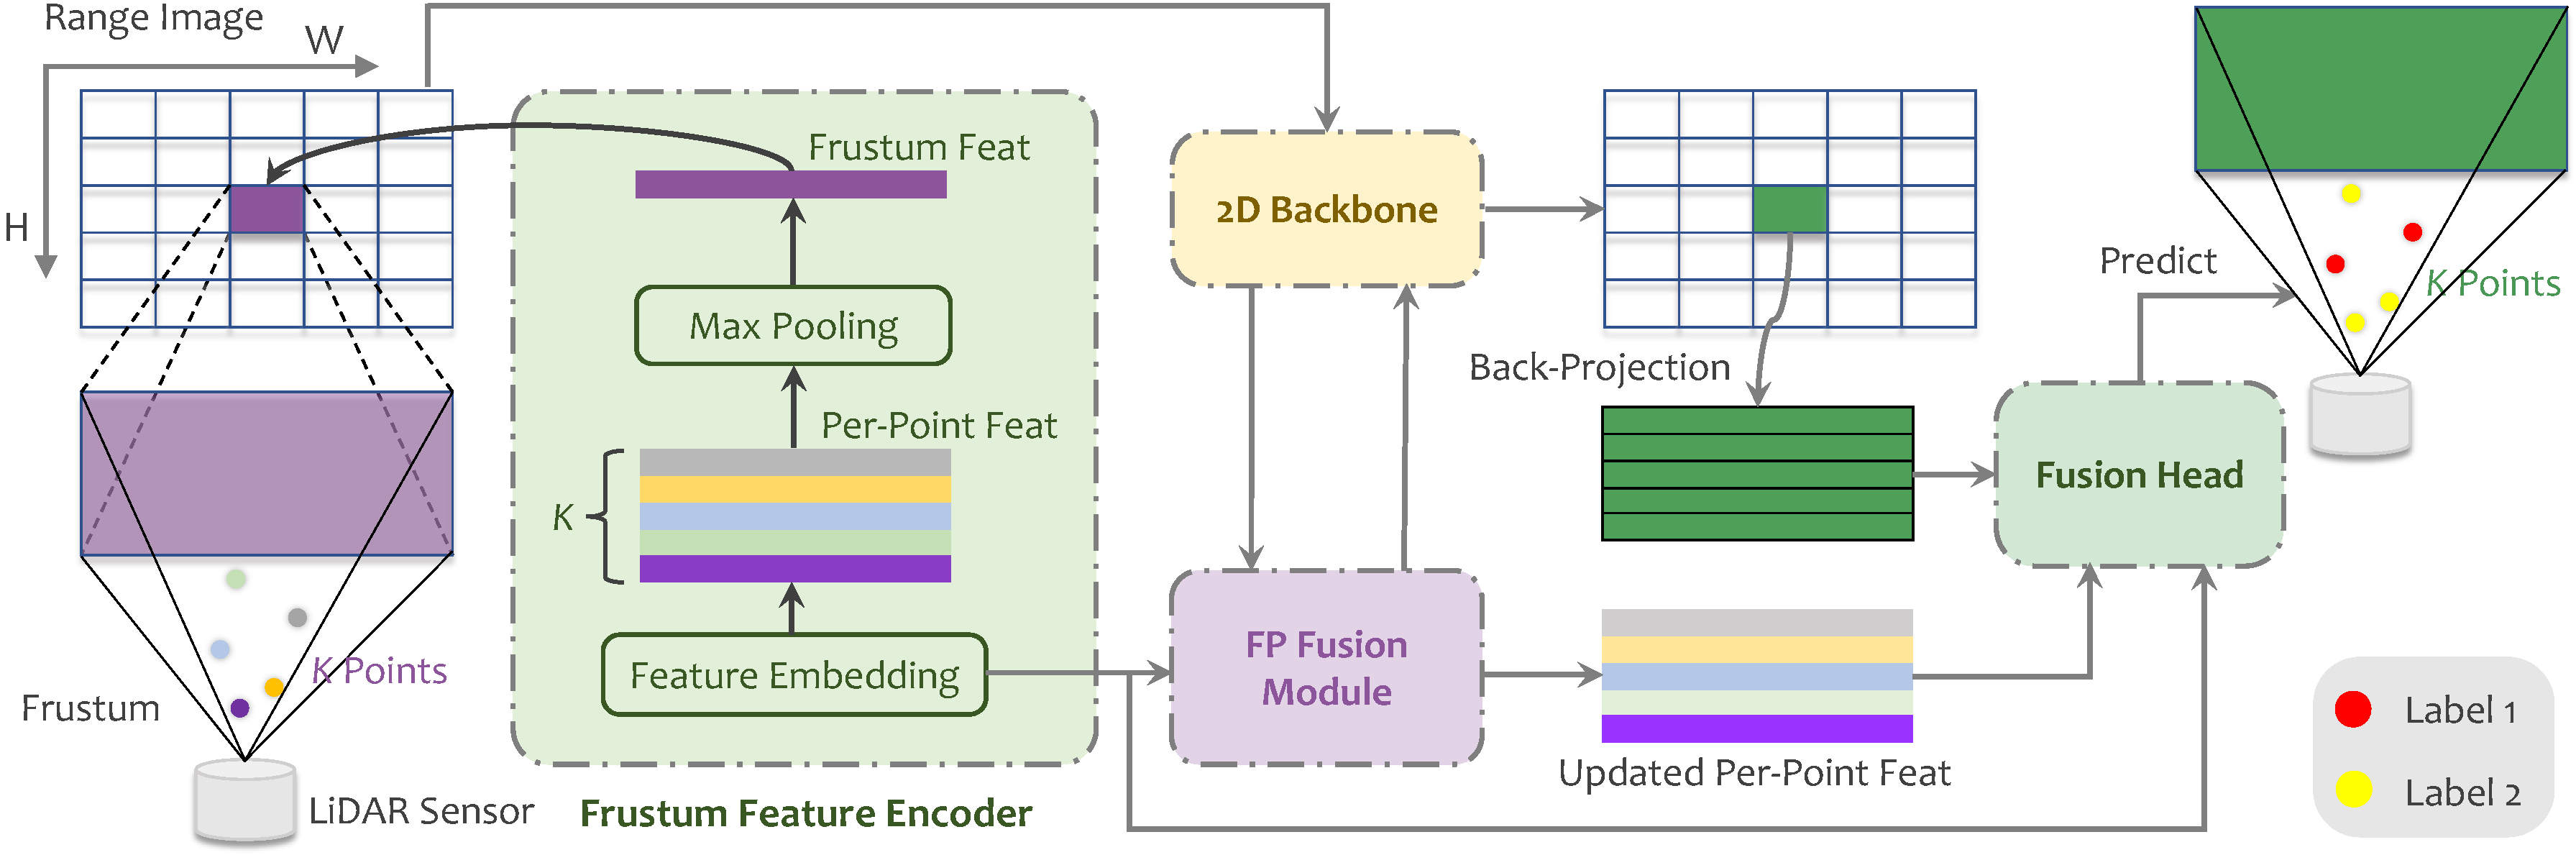 Range Image
W
H
Frustum
K Points
LiDAR Sensor
Frustum Feat
Max Pooling
Per-Point Feat
K
Feature Embedding
Frustum Feature Encoder
2D Backbone
FP Fusion
Module
Back-Projection
Updated Per-Point Feat
Fusion Head
Predict
K Points
Label 1
Label 2